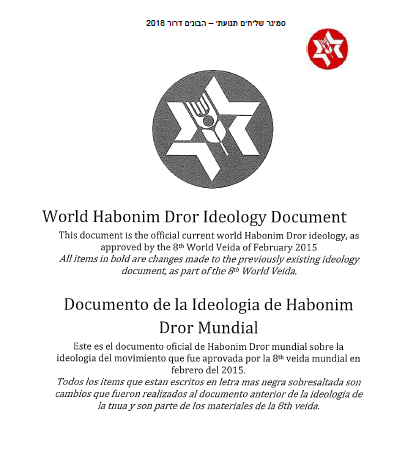 סמינר שליחים תנועתי – הבונים דרור 2018
World Habonim Dror Ideology Document
This document is the official current world Habonim Dror ideology, as
approved by the 8th World Veida of February 2015
All items in bold are changes made to the previously existing ideology
document, as part of the 8th World Veida.
Documento de la Ideologia de Habonim
Dror Mundial
Este es el documento oficial de Habonim Dror mundial sobre la
ideologia del movimiento que fue aprovada por la 8th veida mundial en
febrero del 2015.
Todos los items que estan escritos en letra mas negra sobresaltada son
cambios que fueron realizados al documento anterior de la ideologia de
la tnua y son parte de los materiales de la 8th veida.